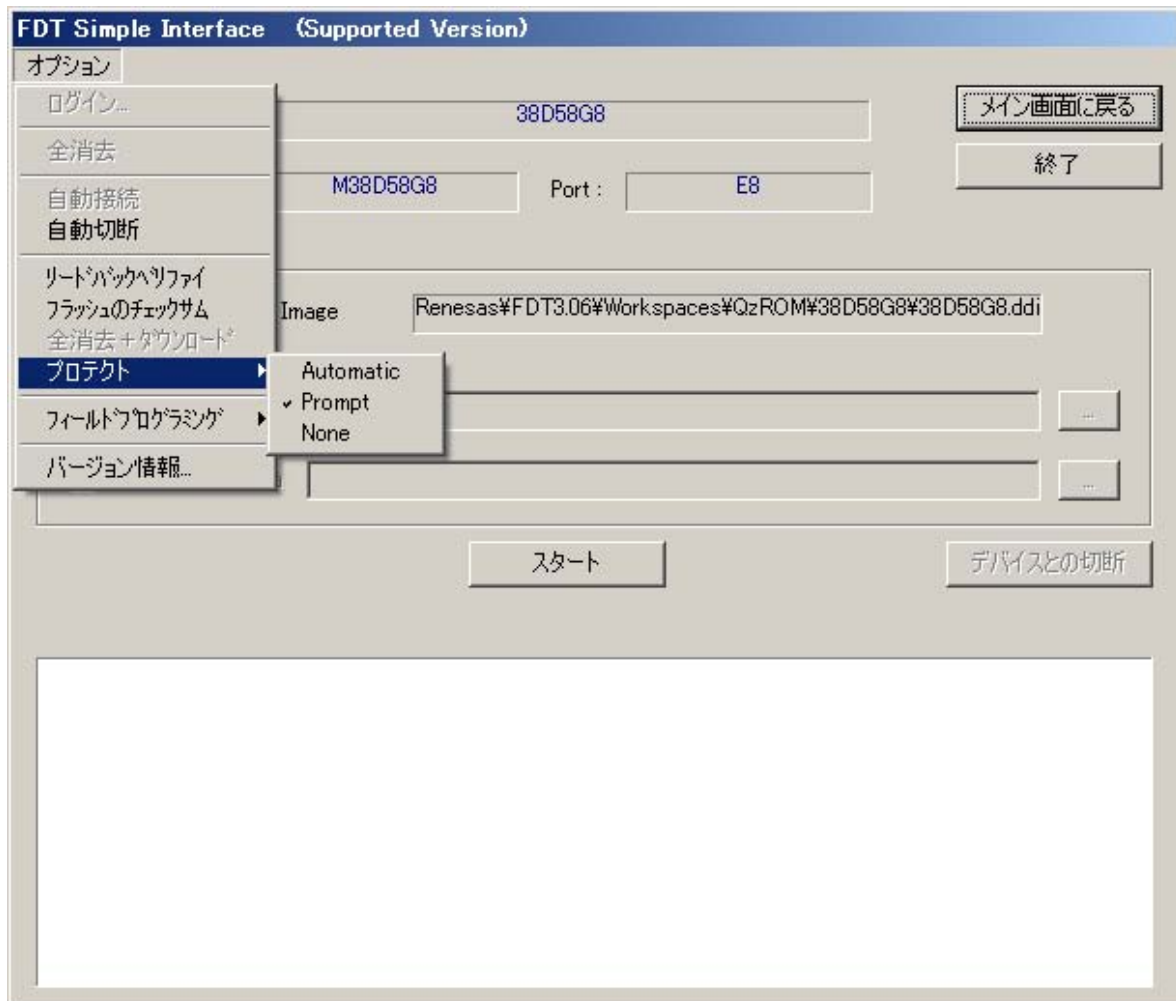 FDT Simple Interface (Supported Version)
オプション
ログイン...
全消去
自動接続
自動切断
リードバックベリファイ
フラッシュのチェックサム
全消去+ダウンロード
プロテクト
フィールドプログラミング
バージョン情報...
Automatic
Prompt
None
38D58G8
メイン画面に戻る
M38D58G8 Port : E8
終了
Image Renesas¥FDT3.06¥Workspaces¥QzROM¥38D58G8¥38D58G8.ddi
...
...
スタート デバイスとの切断